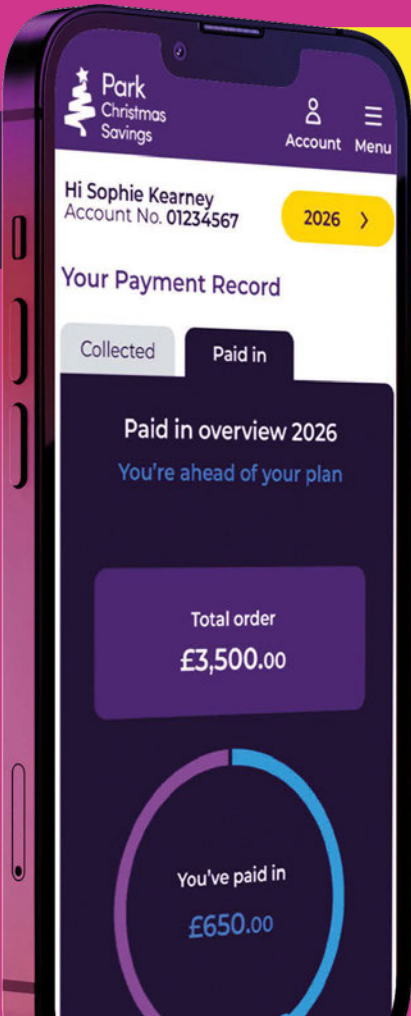 Park
Christmas
Savings
Account
Menu
Hi Sophie Kearney
Account No. 01234567
2026
Your Payment Record
Collected
Paid in
Paid in overview 2026
You're ahead of your plan
Total order
£3,500.00
You've paid in
£650.00